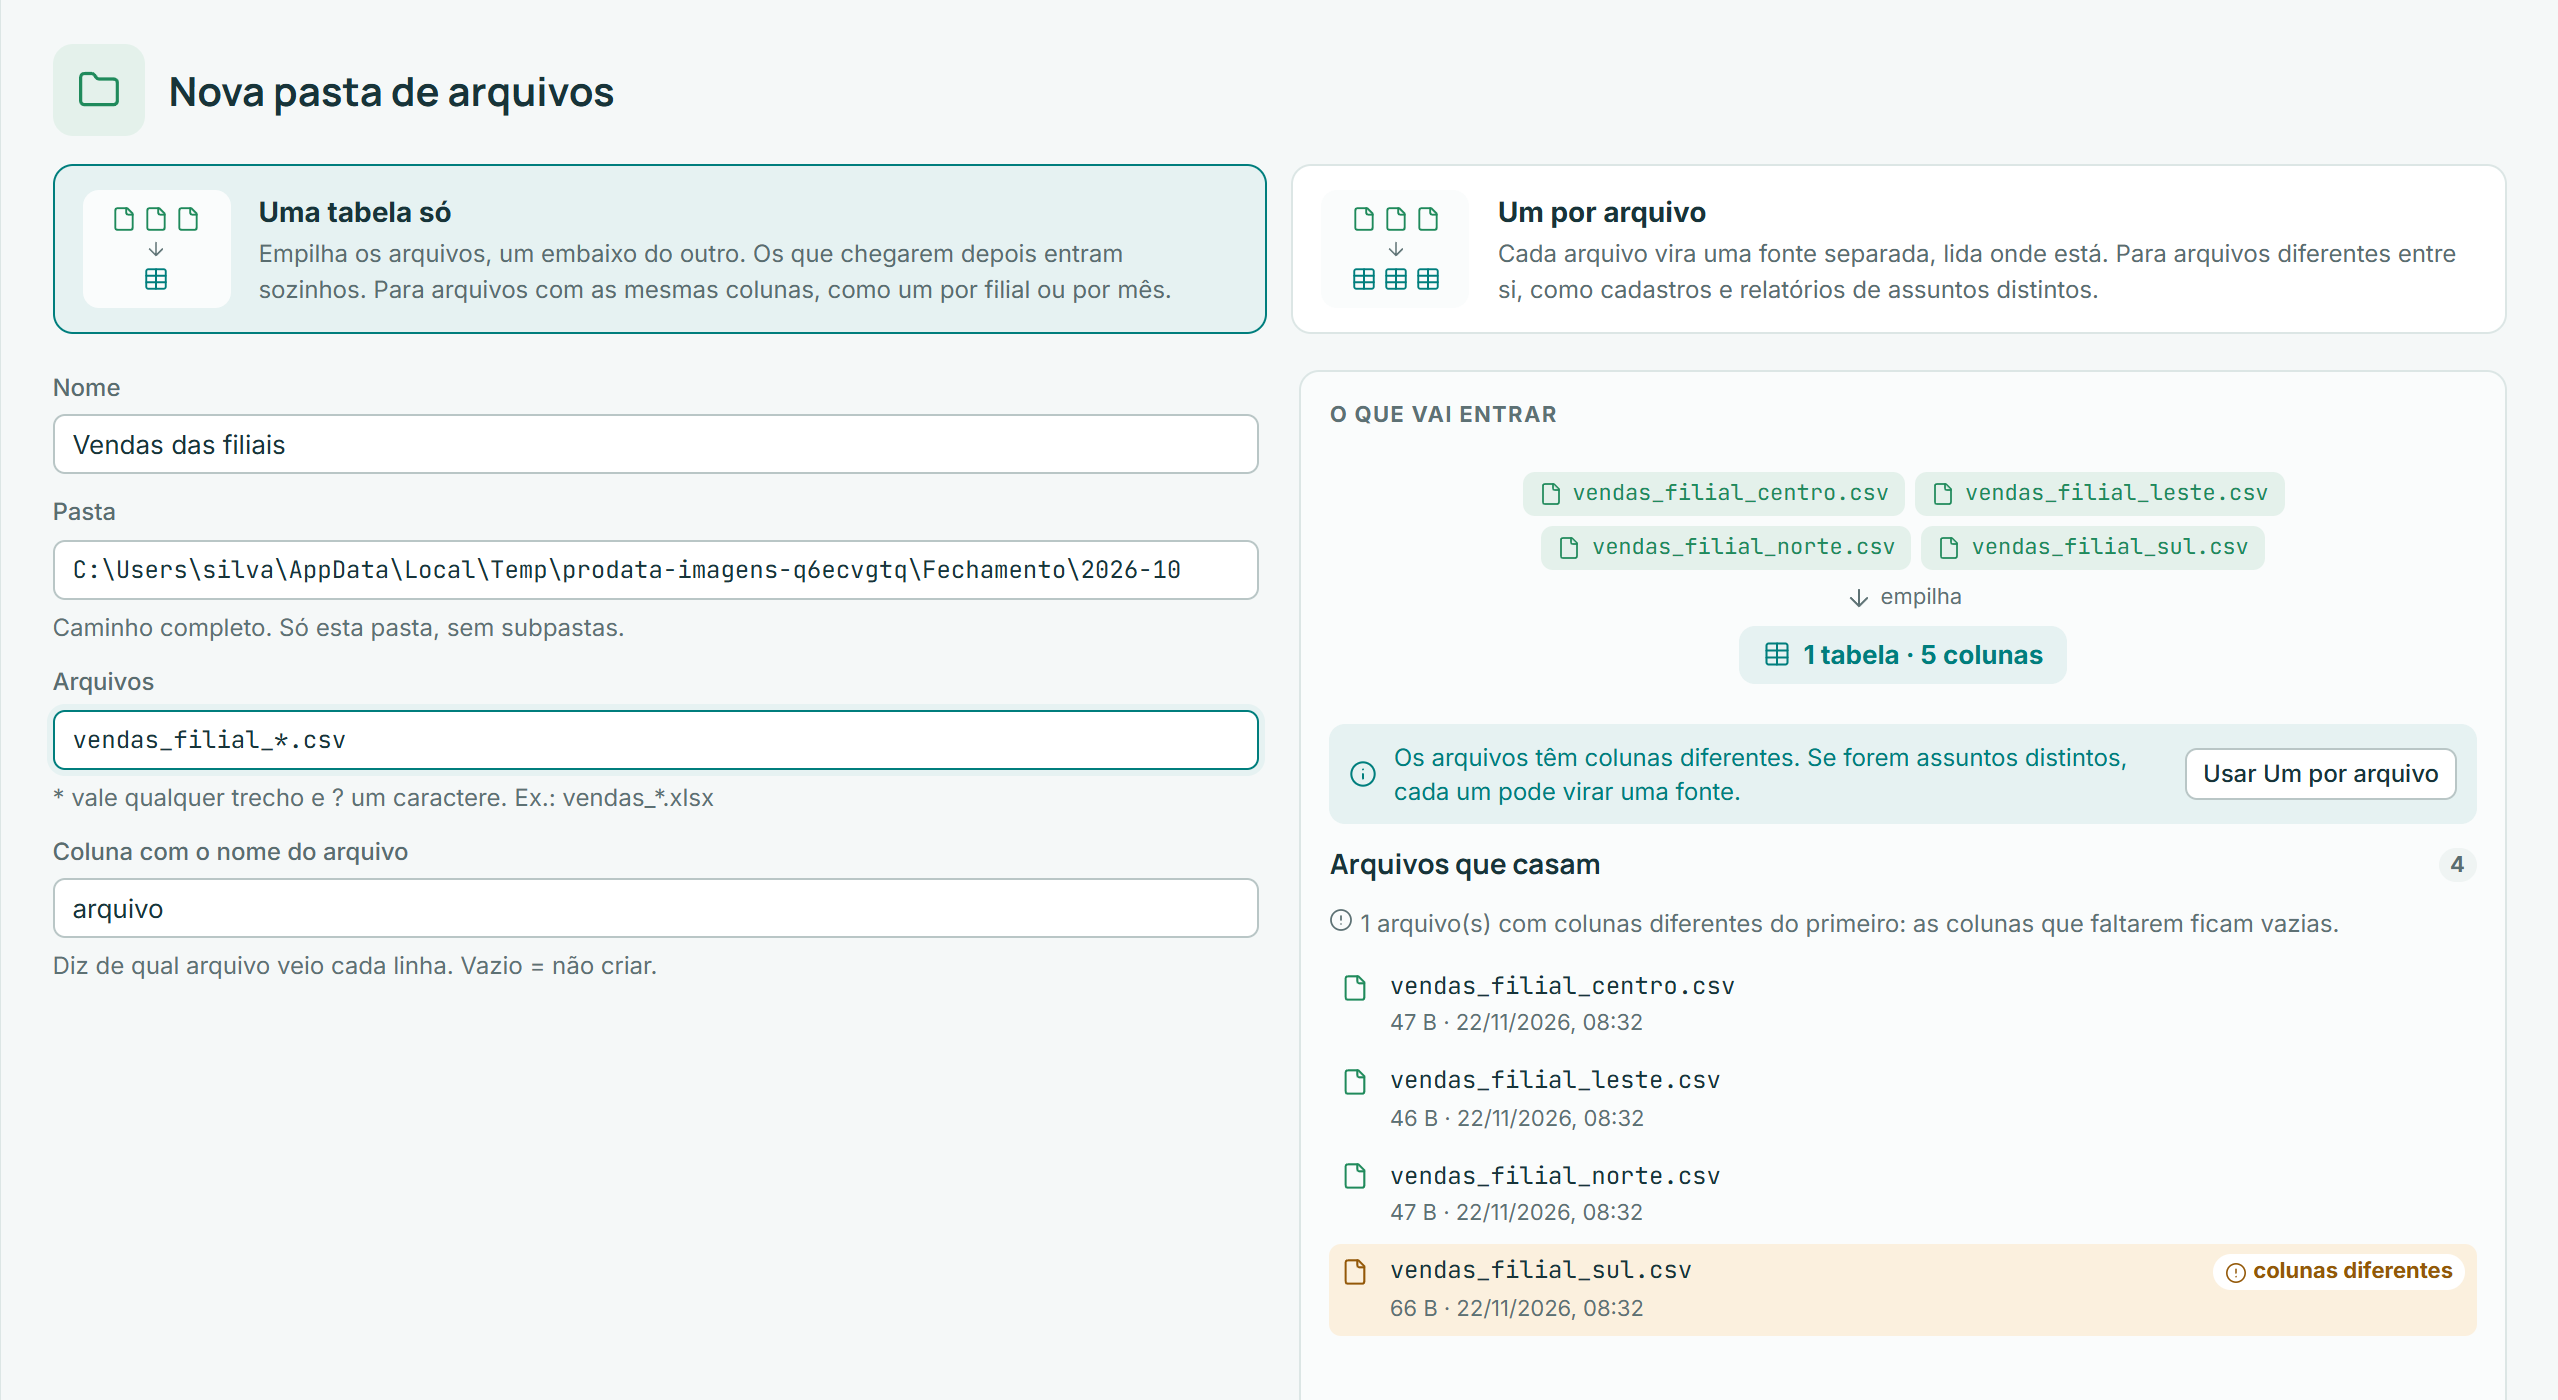 Nova pasta de arquivos
Uma tabela só
Empilha os arquivos, um embaixo do outro. Os que chegarem depois entram
sozinhos. Para arquivos com as mesmas colunas, como um por filial ou por mês.
Um por arquivo
Cada arquivo vira uma fonte separada, lida onde está. Para arquivos diferentes entre
si, como cadastros e relatórios de assuntos distintos.
Nome
Vendas das filiais
Pasta
C:\Users\silva\AppData\Local\Temp\prodata-imagens-q6ecvgtq\Fechamento\2026-10
Caminho completo. Só esta pasta, sem subpastas.
Arquivos
vendas_filial_*.csv
* vale qualquer trecho e ? um caractere. Ex.: vendas_*.xlsx
Coluna com o nome do arquivo
arquivo
Diz de qual arquivo veio cada linha. Vazio = não criar.
O QUE VAI ENTRAR
vendas_filial_centro.csv
vendas_filial_leste.csv
vendas_filial_norte.csv
vendas_filial_sul.csv
empilha
1 tabela · 5 colunas
Os arquivos têm colunas diferentes. Se forem assuntos distintos,
cada um pode virar uma fonte.
Usar Um por arquivo
Arquivos que casam
4
1 arquivo(s) com colunas diferentes do primeiro: as colunas que faltarem ficam vazias.
vendas_filial_centro.csv
47 B · 22/11/2026, 08:32
vendas_filial_leste.csv
46 B · 22/11/2026, 08:32
vendas_filial_norte.csv
47 B · 22/11/2026, 08:32
vendas_filial_sul.csv
colunas diferentes
66 B · 22/11/2026, 08:32